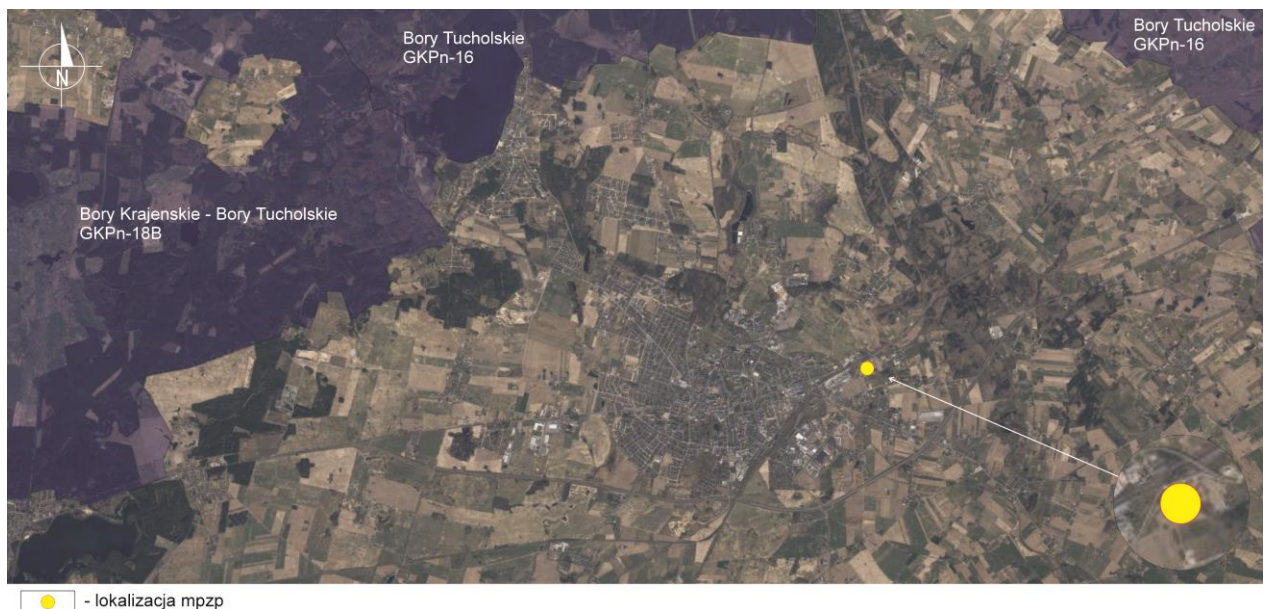 N
Bory Tucholskie
GKPn-16
Bory Tucholskie
GKPn-16
Bory Krajenskie - Bory Tucholskie
GKPn-18B
- lokalizacja mpzp